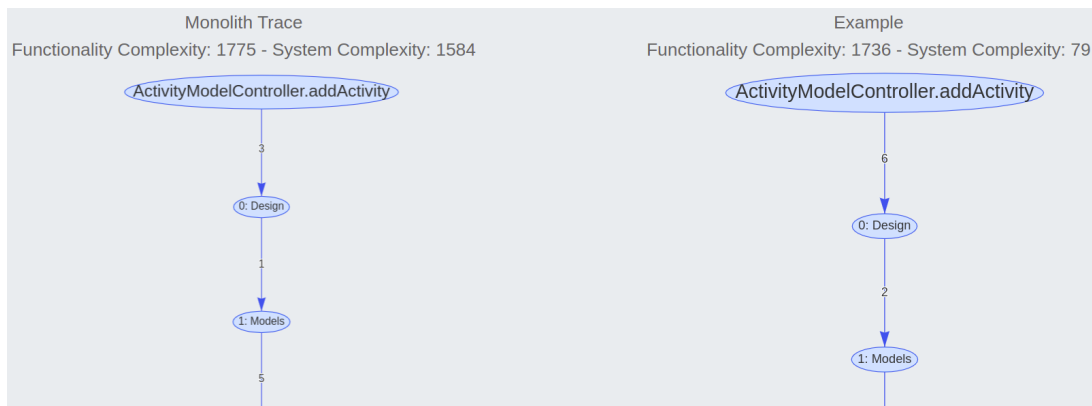 Monolith Trace
Functionality Complexity: 1775 - System Complexity: 1584
ActivityModelController.addActivity
3
0: Design
1
1: Models
5
Example
Functionality Complexity: 1736 - System Complexity: 79
ActivityModelController.addActivity
6
0: Design
2
1: Models